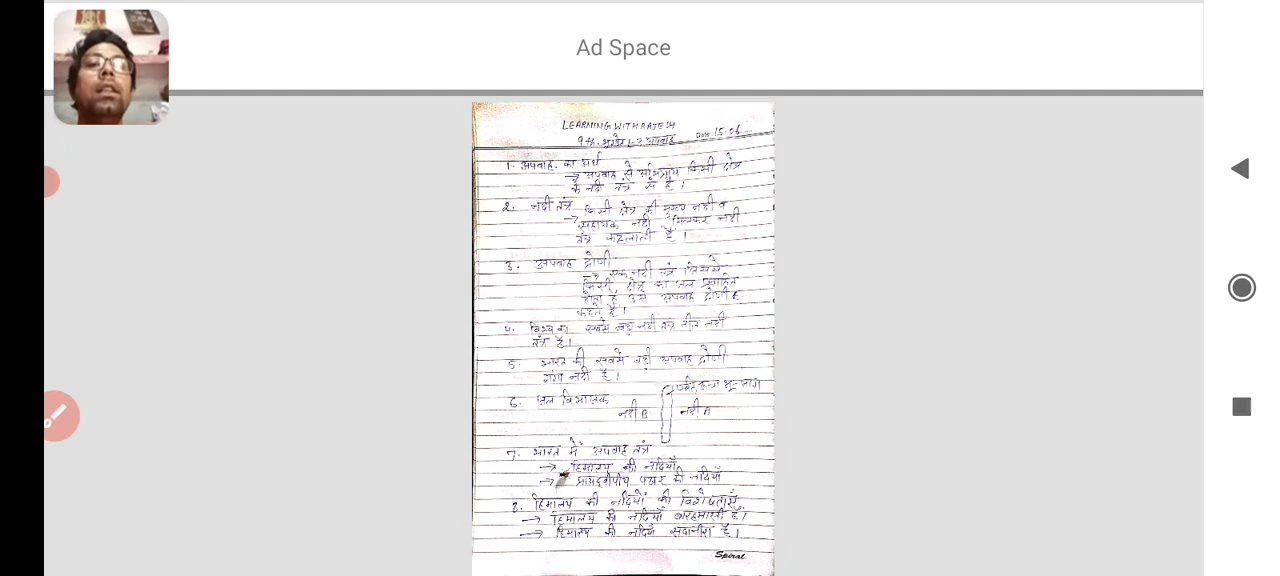 Ad Space
LEARNING WITH RAJESH
9th. भूगोल L-3 अपवाह
Date 15.06
1. अपवाह का अर्थ
→ अपवाह से अभिप्राय किसी क्षेत्र
के नदी तंत्र से है।
2. नदी तंत्र
→ किसी क्षेत्र की मुख्य नदी व
सहायक नदी मिलकर नदी
तंत्र कहलाती है।
3. अपवाह द्रोणी
→ एक नदी तंत्र जिससे
किसी क्षेत्र का जल प्रवाहित
होता है उसे अपवाह द्रोणी
कहते है।
4. विश्व का सबसे बड़ा नदी तंत्र नील नदी
तंत्र है।
5. भारत की सबसे बड़ी अपवाह द्रोणी
गंगा नदी है।
पर्वत, ऊँचा भू-भाग
6. जल विभाजक
नदी B नदी A
7. भारत में अपवाह तंत्र
→ हिमालय की नदियाँ
→ प्रायद्वीपीय पठार की नदियाँ
8. हिमालय की नदियों की विशेषताएँ
→ हिमालय की नदियाँ बारहमासी है।
→ हिमालय की नदियाँ सदानीरा है।
Spiral